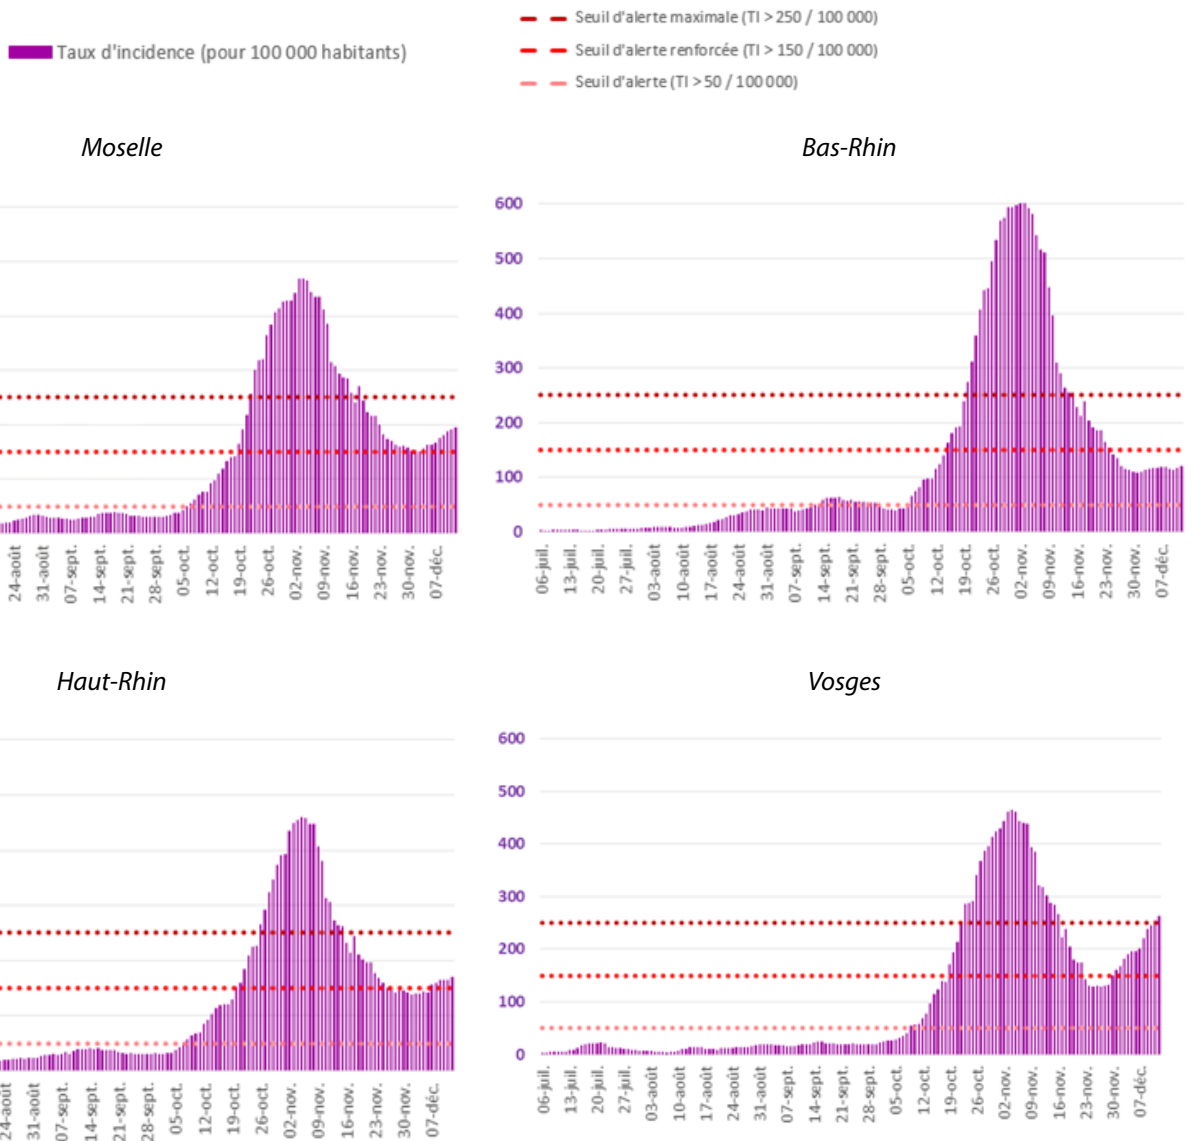 Seuil d'alerte maximale (TI > 250 / 100 000)
Taux d'incidence (pour 100 000 habitants)
Seuil d'alerte renforcée (TI > 150 / 100 000)
Seuil d'alerte (TI > 50 / 100 000)
Moselle
24-août 31-août 07-sept. 14-sept. 21-sept. 28-sept. 05-oct. 12-oct. 19-oct. 26-oct. 02-nov. 09-nov. 16-nov. 23-nov. 30-nov. 07-déc.
Bas-Rhin
600
500
400
300
200
100
0
06-juil. 13-juil. 20-juil. 27-juil. 03-août 10-août 17-août 24-août 31-août 07-sept. 14-sept. 21-sept. 28-sept. 05-oct. 12-oct. 19-oct. 26-oct. 02-nov. 09-nov. 16-nov. 23-nov. 30-nov. 07-déc.
Haut-Rhin
24-août 31-août 07-sept. 14-sept. 21-sept. 28-sept. 05-oct. 12-oct. 19-oct. 26-oct. 02-nov. 09-nov. 16-nov. 23-nov. 30-nov. 07-déc.
Vosges
600
500
400
300
200
100
0
06-juil. 13-juil. 20-juil. 27-juil. 03-août 10-août 17-août 24-août 31-août 07-sept. 14-sept. 21-sept. 28-sept. 05-oct. 12-oct. 19-oct. 26-oct. 02-nov. 09-nov. 16-nov. 23-nov. 30-nov. 07-déc.